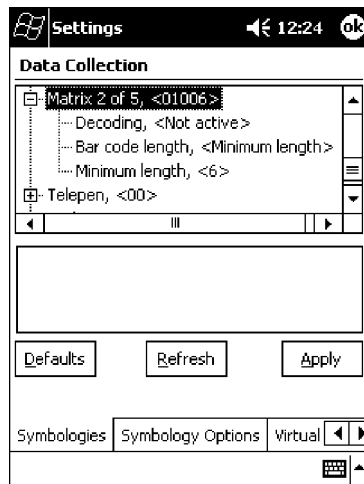 Settings 12:24 ok
Data Collection
Matrix 2 of 5, <01006>
Decoding, <Not active>
Bar code length, <Minimum length>
Minimum length, <6>
Telepen, <00>
Defaults Refresh Apply
Symbologies Symbology Options Virtual